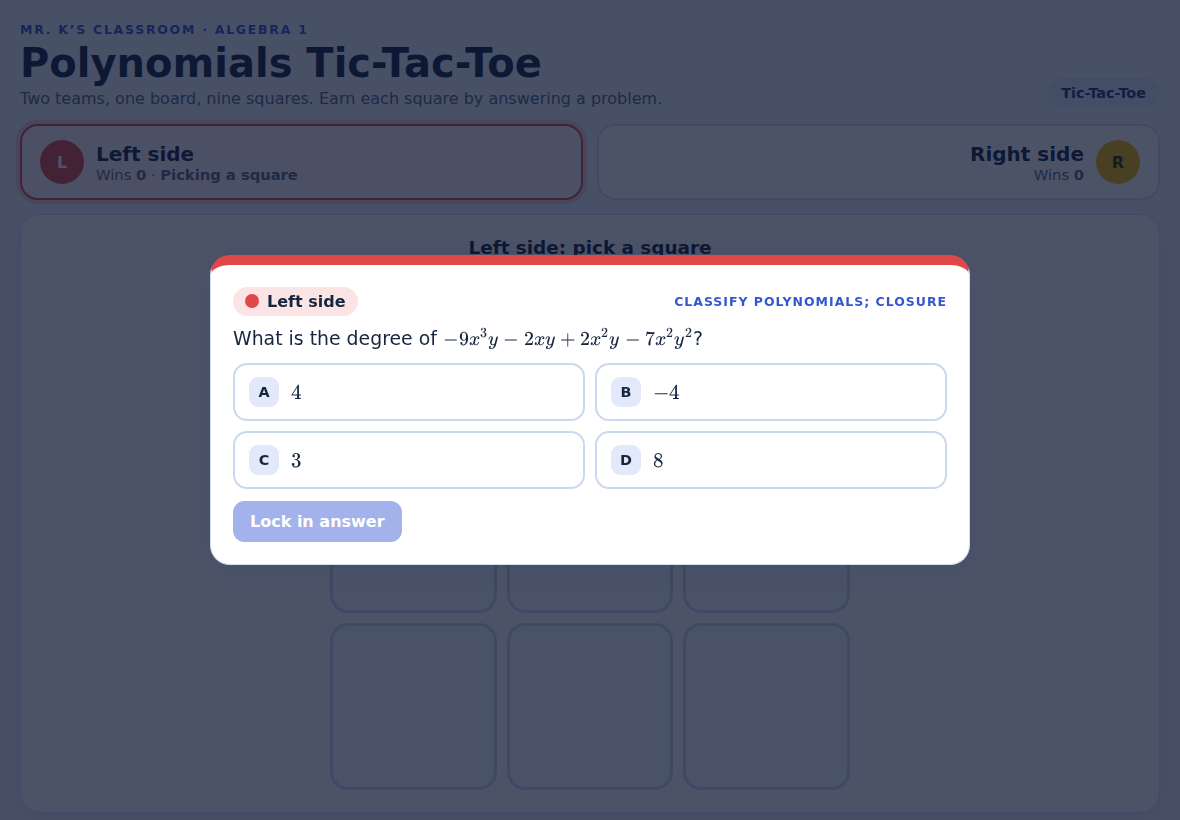 MR. K'S CLASSROOM · ALGEBRA 1
Polynomials Tic-Tac-Toe
Two teams, one board, nine squares. Earn each square by answering a problem.
Tic-Tac-Toe
L
Left side
Wins 0 · Picking a square
Right side
Wins 0
R
Left side: pick a square
Left side
CLASSIFY POLYNOMIALS; CLOSURE
What is the degree of −9x³y − 2xy + 2x²y − 7x²y²?
A 4
B −4
C 3
D 8
Lock in answer